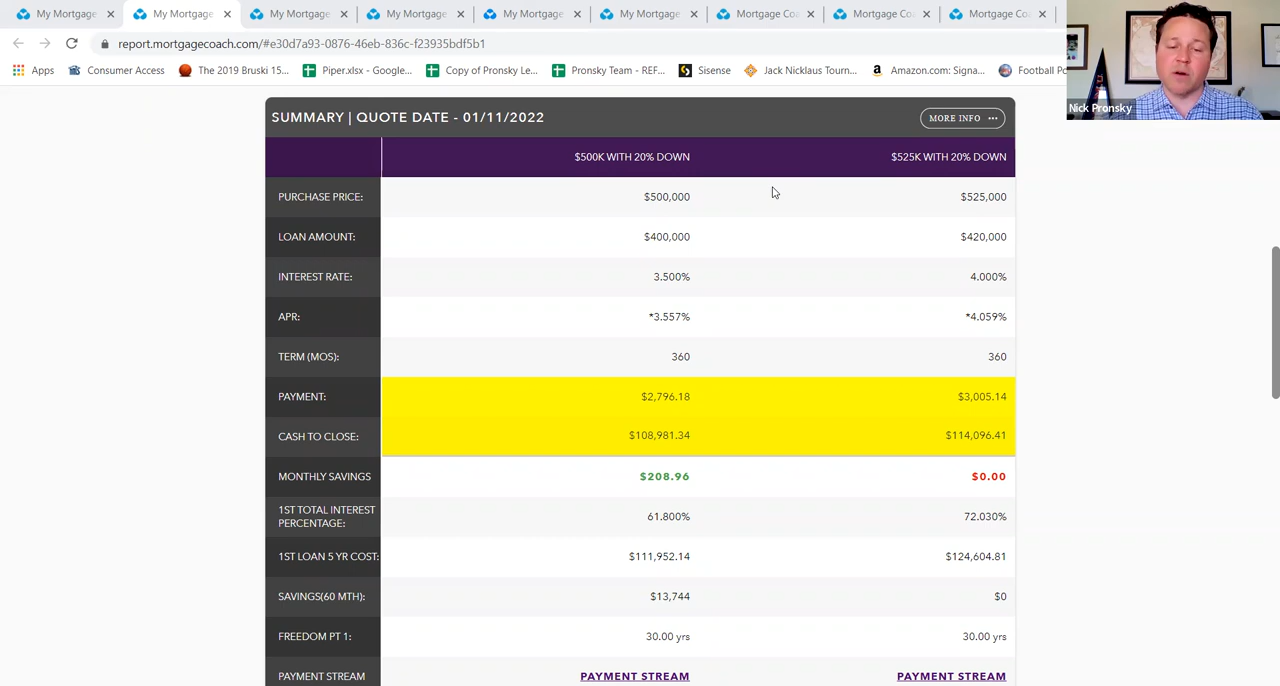 My Mortgage
My Mortgage
My Mortgage
My Mortgage
My Mortgage
My Mortgage
Mortgage Coa
Mortgage Coa
Mortgage Coa
report.mortgagecoach.com/#e30d7a93-0876-46eb-836c-f23935bdf5b1
Apps Consumer Access The 2019 Bruski 15... Piper.xlsx - Google... Copy of Pronsky Le... Pronsky Team - REF... Sisense Jack Nicklaus Tourn... Amazon.com: Signa... Football Po
Nick Pronsky
SUMMARY | QUOTE DATE - 01/11/2022 MORE INFO •••
$500K WITH 20% DOWN $525K WITH 20% DOWN
PURCHASE PRICE: $500,000 $525,000
LOAN AMOUNT: $400,000 $420,000
INTEREST RATE: 3.500% 4.000%
APR: *3.557% *4.059%
TERM (MOS): 360 360
PAYMENT: $2,796.18 $3,005.14
CASH TO CLOSE: $108,981.34 $114,096.41
MONTHLY SAVINGS $208.96 $0.00
1ST TOTAL INTEREST
PERCENTAGE: 61.800% 72.030%
1ST LOAN 5 YR COST: $111,952.14 $124,604.81
SAVINGS(60 MTH): $13,744 $0
FREEDOM PT 1: 30.00 yrs 30.00 yrs
PAYMENT STREAM PAYMENT STREAM PAYMENT STREAM